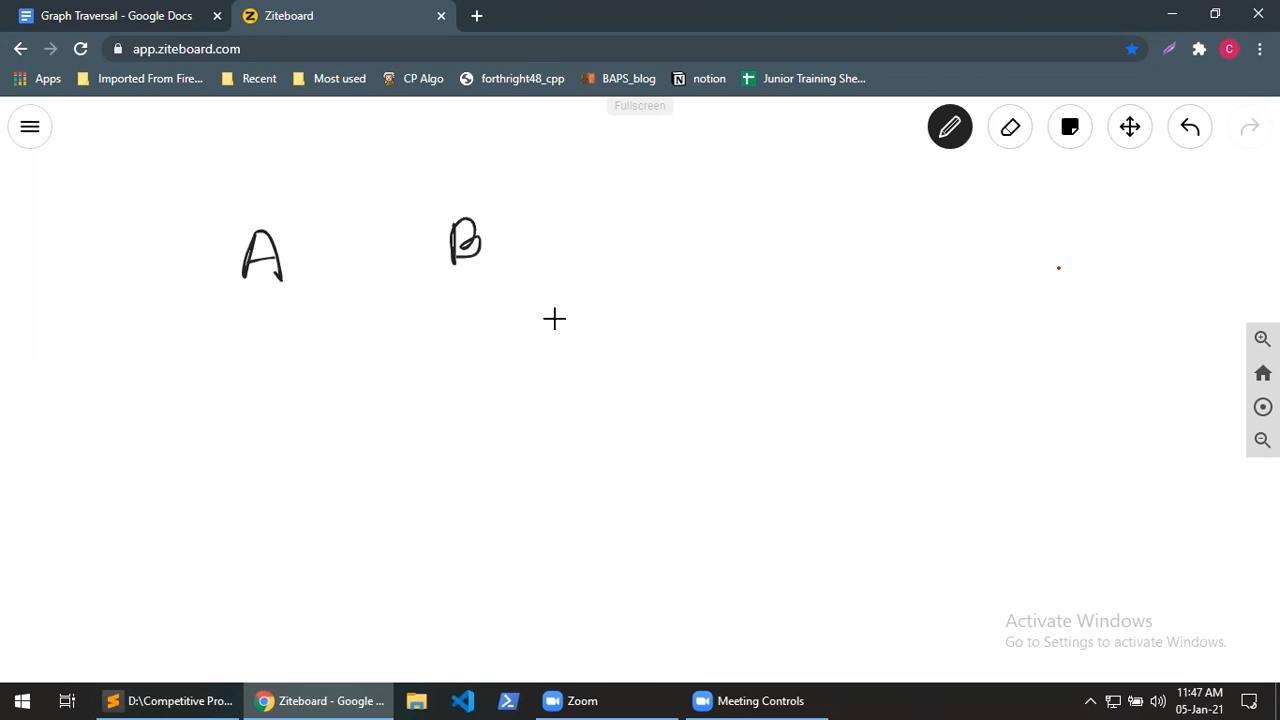 Graph Traversal - Google Docs
Ziteboard
app.ziteboard.com
C
Apps
Imported From Fire...
Recent
Most used
CP Algo
forthright48_cpp
BAPS_blog
notion
Junior Training She...
Fullscreen
A B
Activate Windows
Go to Settings to activate Windows.
D:\Competitive Pro...
Ziteboard - Google ...
Zoom
Meeting Controls
11:47 AM
05-Jan-21